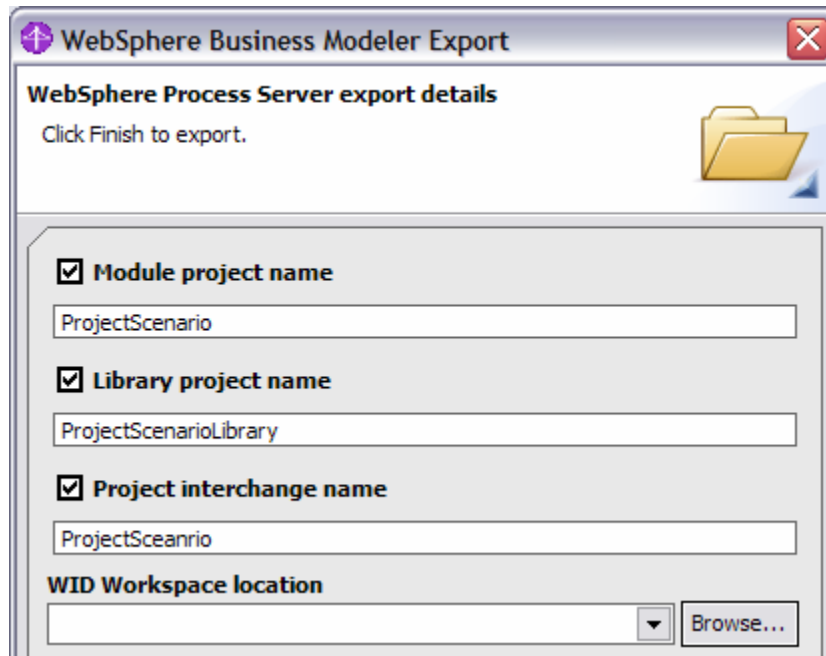 WebSphere Business Modeler Export
WebSphere Process Server export details
Click Finish to export.
Module project name
ProjectScenario
Library project name
ProjectScenarioLibrary
Project interchange name
ProjectSceanrio
WID Workspace location
Browse...